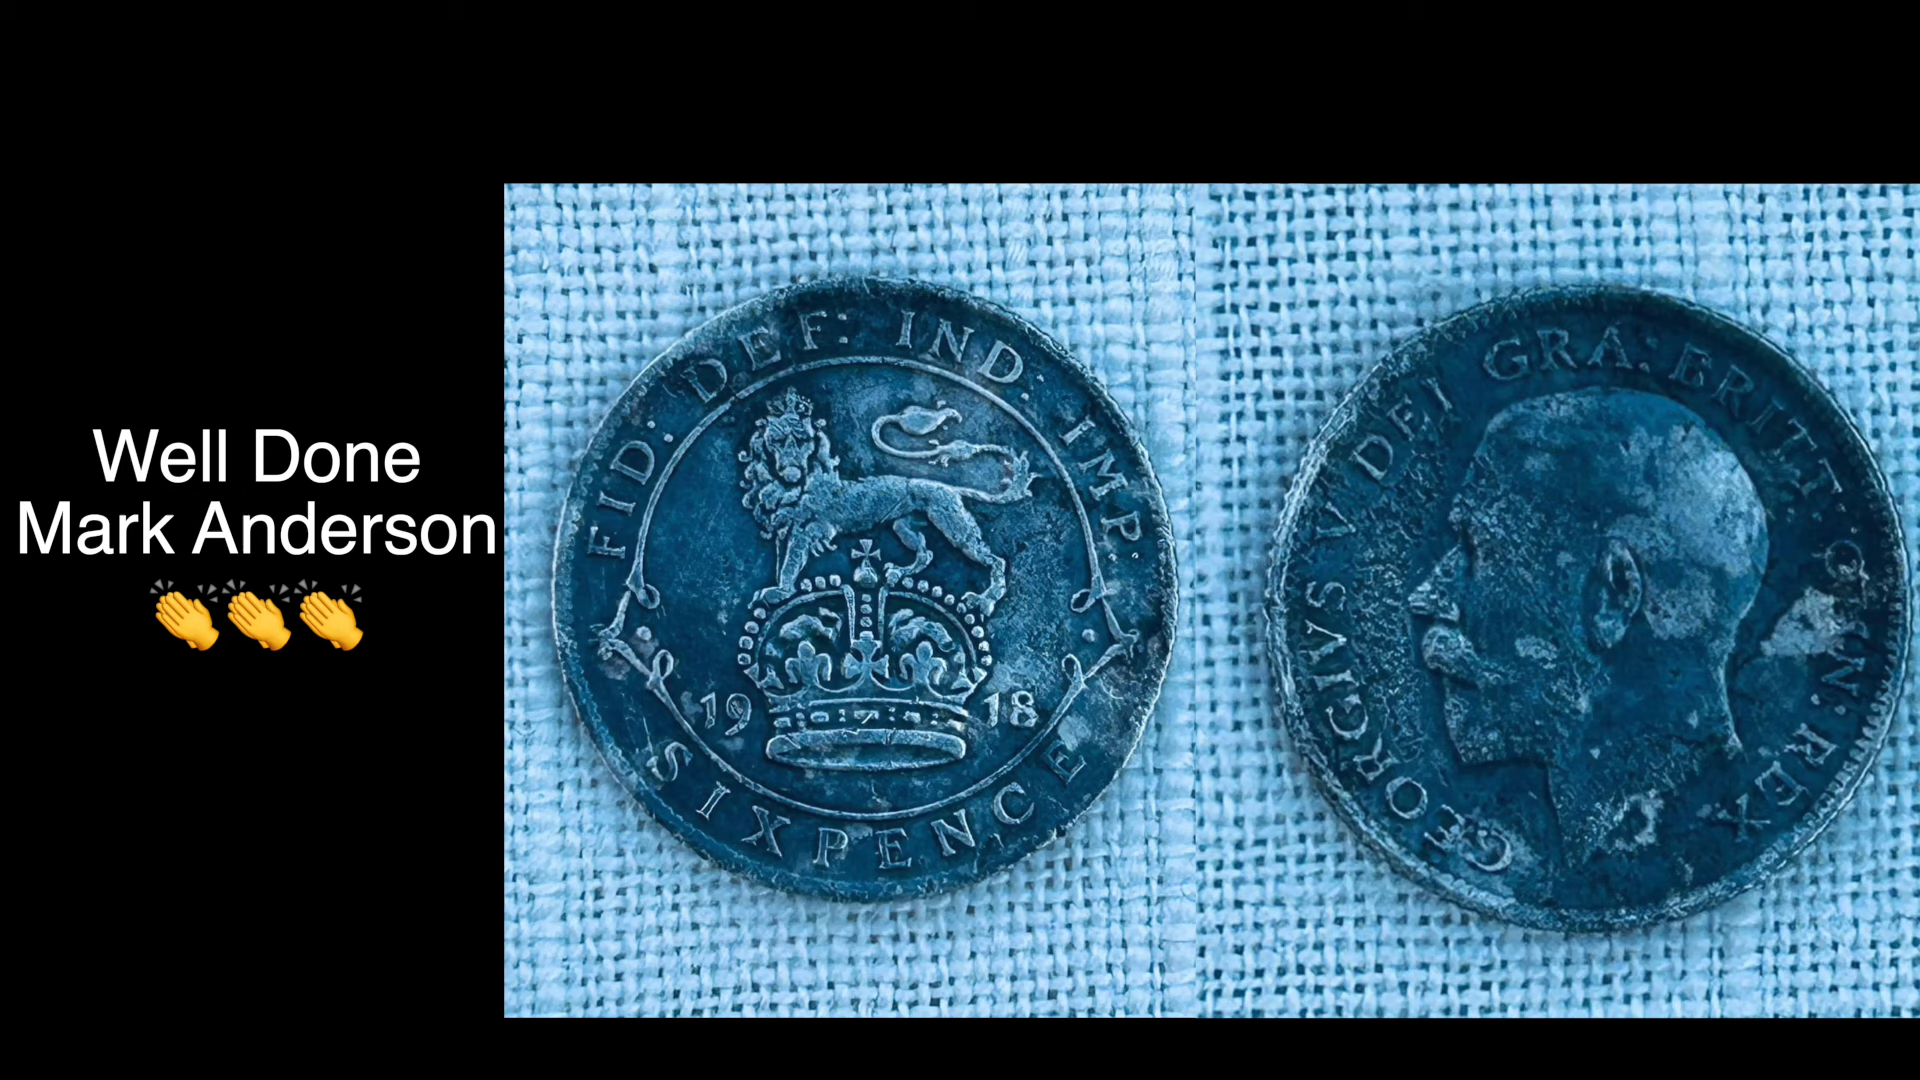 Well Done
Mark Anderson
👏👏👏
FID: DEF: IND: IMP:
19 18
SIXPENCE
GEORGIVS V DEI GRA: BRITT: OMN: REX